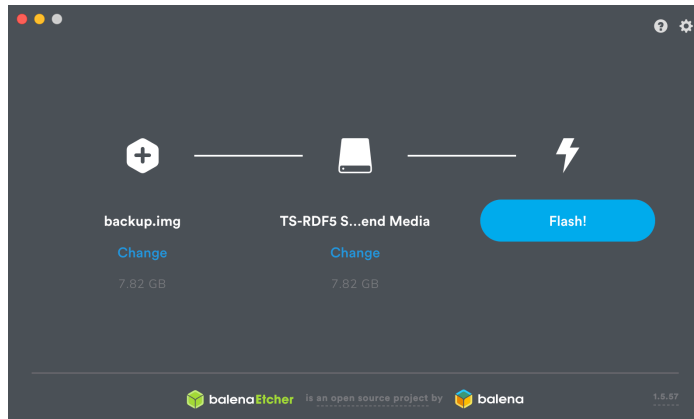 backup.img
TS-RDF5 S...end Media
Flash!
Change
Change
7.82 GB
7.82 GB
balenaEtcher is an open source project by balena
1.5.57